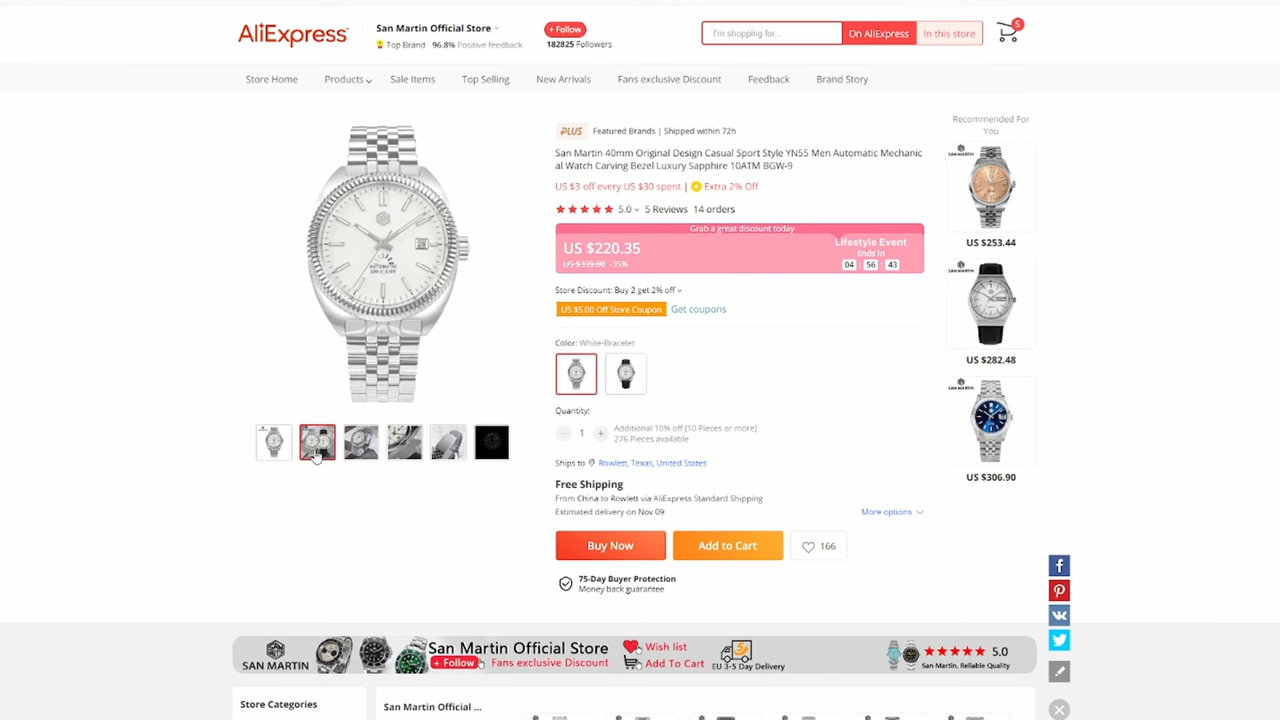 AliExpress
San Martin Official Store
Top Brand 96.8% Positive feedback
+ Follow
182825 Followers
I'm shopping for...
On AliExpress
In this store
5
Store Home
Products
Sale Items
Top Selling
New Arrivals
Fans exclusive Discount
Feedback
Brand Story
PLUS Featured Brands | Shipped within 72h
San Martin 40mm Original Design Casual Sport Style YN55 Men Automatic Mechanic
al Watch Carving Bezel Luxury Sapphire 10ATM BGW-9
US $3 off every US $30 spent | Extra 2% Off
5.0 5 Reviews 14 orders
Grab a great discount today
US $220.35
US $339.00 -35%
Lifestyle Event
Ends In
04 : 56 : 43
Store Discount: Buy 2 get 2% off
US $5.00 Off Store Coupon Get coupons
Color: White-Bracelet
Quantity:
1
Additional 10% off (10 Pieces or more)
276 Pieces available
Ships to Rowlett, Texas, United States
Free Shipping
From China to Rowlett via AliExpress Standard Shipping
Estimated delivery on Nov 09
More options
Buy Now
Add to Cart
166
75-Day Buyer Protection
Money back guarantee
Recommended For
You
SAN MARTIN
US $253.44
SAN MARTIN
US $282.48
SAN MARTIN
US $306.90
28
AUTOMATIC
SAN MARTIN
San Martin Official Store
+ Follow
Fans exclusive Discount
Wish list
Add To Cart
EU 3-5 Day Delivery
5.0
San Martin, Reliable Quality
Store Categories
San Martin Official ...